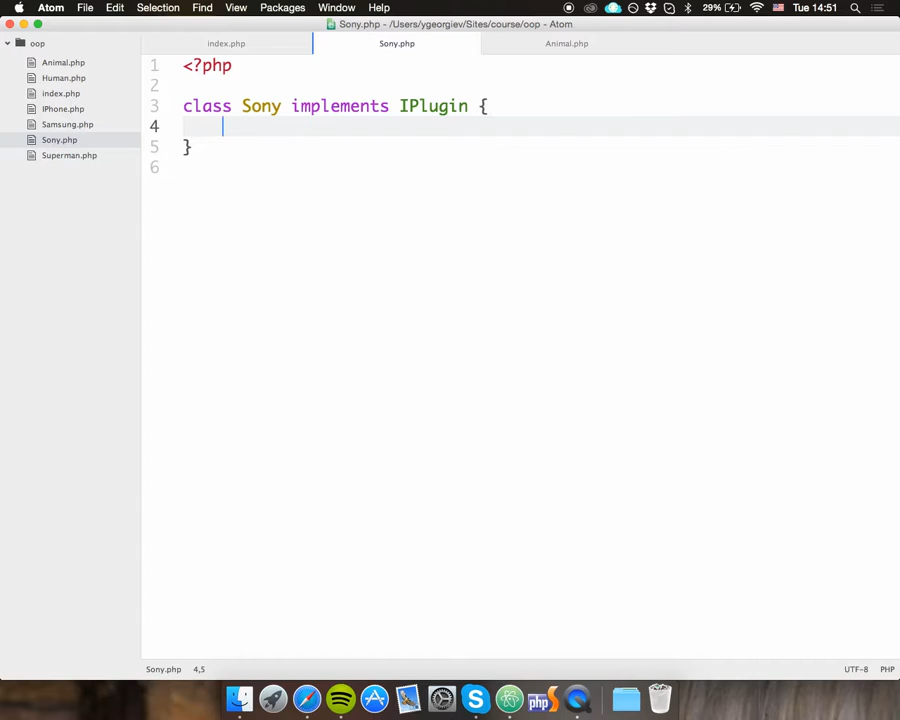 Atom File Edit Selection Find View Packages Window Help 29% Tue 14:51
Sony.php - /Users/ygeorgiev/Sites/course/oop - Atom
oop
Animal.php
Human.php
index.php
IPhone.php
Samsung.php
Sony.php
Superman.php
index.php Sony.php Animal.php
1 <?php
2
3 class Sony implements IPlugin {
4
5 }
6
Sony.php 4,5 UTF-8 PHP
php